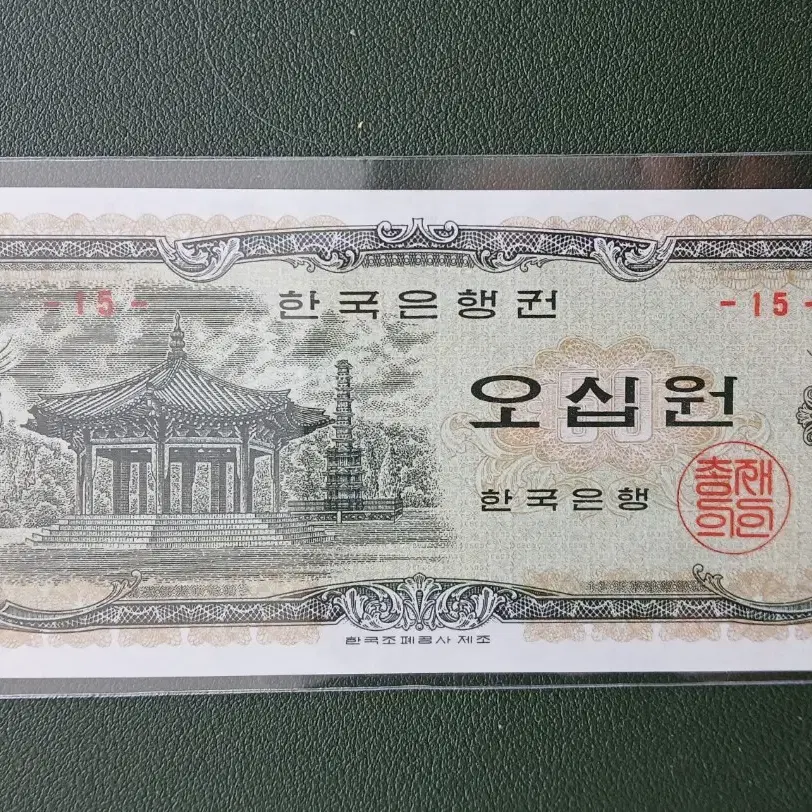 한국은행권
- 15 -
- 15 -
오십원
한국은행
총재의인
한국조폐공사 제조